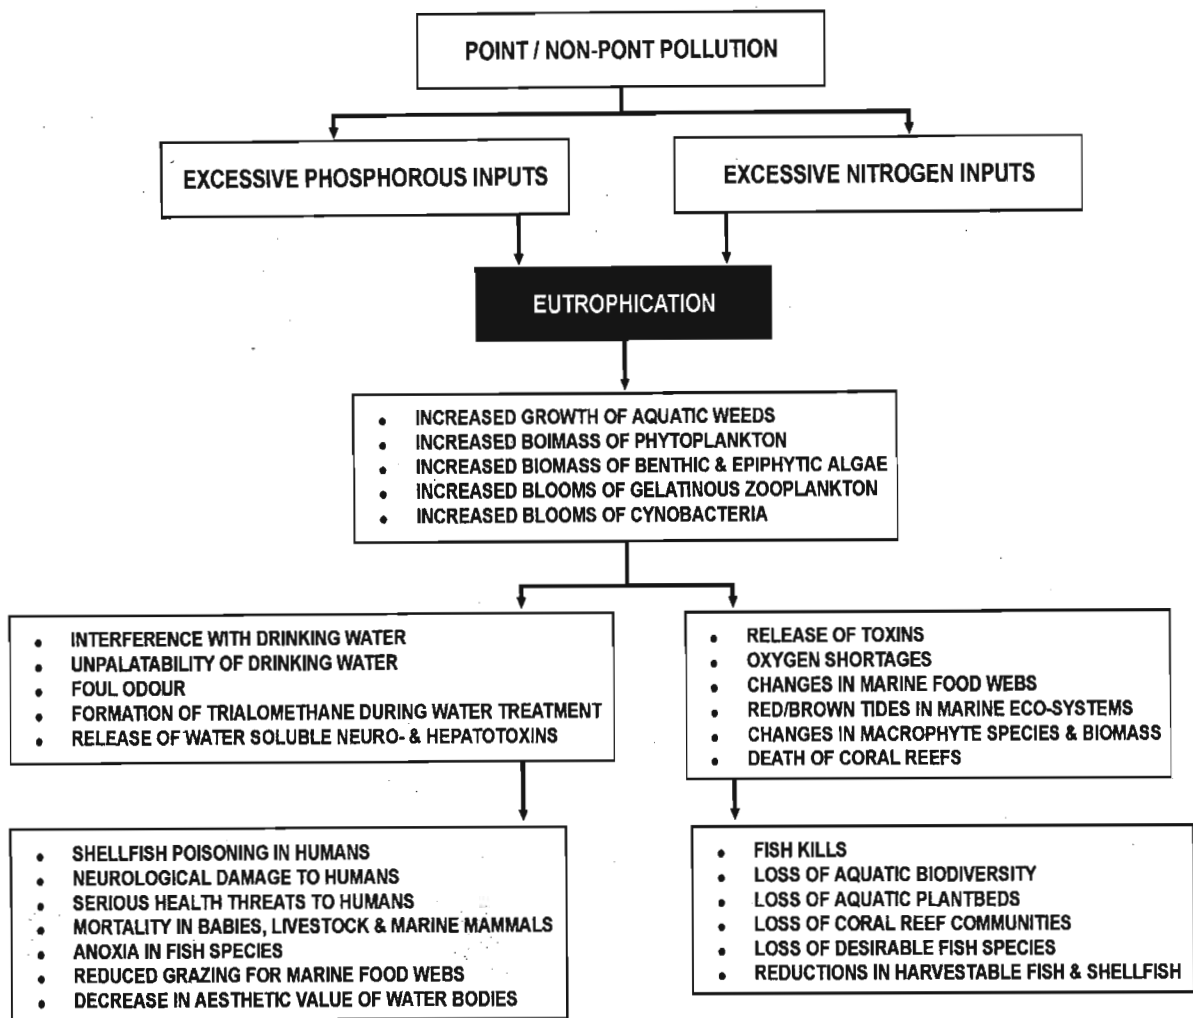 POINT / NON-PONT POLLUTION
EXCESSIVE PHOSPHOROUS INPUTS
EXCESSIVE NITROGEN INPUTS
EUTROPHICATION
• INCREASED GROWTH OF AQUATIC WEEDS
• INCREASED BOIMASS OF PHYTOPLANKTON
• INCREASED BIOMASS OF BENTHIC & EPIPHYTIC ALGAE
• INCREASED BLOOMS OF GELATINOUS ZOOPLANKTON
• INCREASED BLOOMS OF CYNOBACTERIA
• INTERFERENCE WITH DRINKING WATER
• UNPALATABILITY OF DRINKING WATER
• FOUL ODOUR
• FORMATION OF TRIALOMETHANE DURING WATER TREATMENT
• RELEASE OF WATER SOLUBLE NEURO- & HEPATOTOXINS
• RELEASE OF TOXINS
• OXYGEN SHORTAGES
• CHANGES IN MARINE FOOD WEBS
• RED/BROWN TIDES IN MARINE ECO-SYSTEMS
• CHANGES IN MACROPHYTE SPECIES & BIOMASS
• DEATH OF CORAL REEFS
• SHELLFISH POISONING IN HUMANS
• NEUROLOGICAL DAMAGE TO HUMANS
• SERIOUS HEALTH THREATS TO HUMANS
• MORTALITY IN BABIES, LIVESTOCK & MARINE MAMMALS
• ANOXIA IN FISH SPECIES
• REDUCED GRAZING FOR MARINE FOOD WEBS
• DECREASE IN AESTHETIC VALUE OF WATER BODIES
• FISH KILLS
• LOSS OF AQUATIC BIODIVERSITY
• LOSS OF AQUATIC PLANTBEDS
• LOSS OF CORAL REEF COMMUNITIES
• LOSS OF DESIRABLE FISH SPECIES
• REDUCTIONS IN HARVESTABLE FISH & SHELLFISH